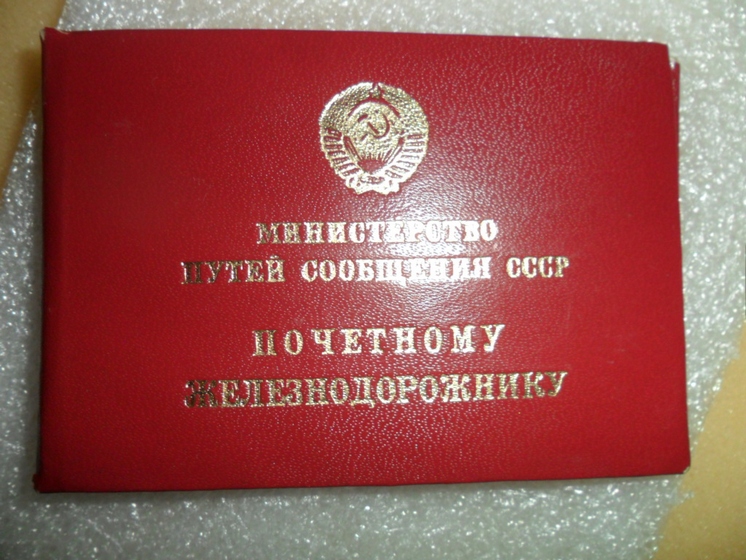 МИНИСТЕРСТВО
ПУТЕЙ СООБЩЕНИЯ СССР
ПОЧЕТНОМУ
ЖЕЛЕЗНОДОРОЖНИКУ